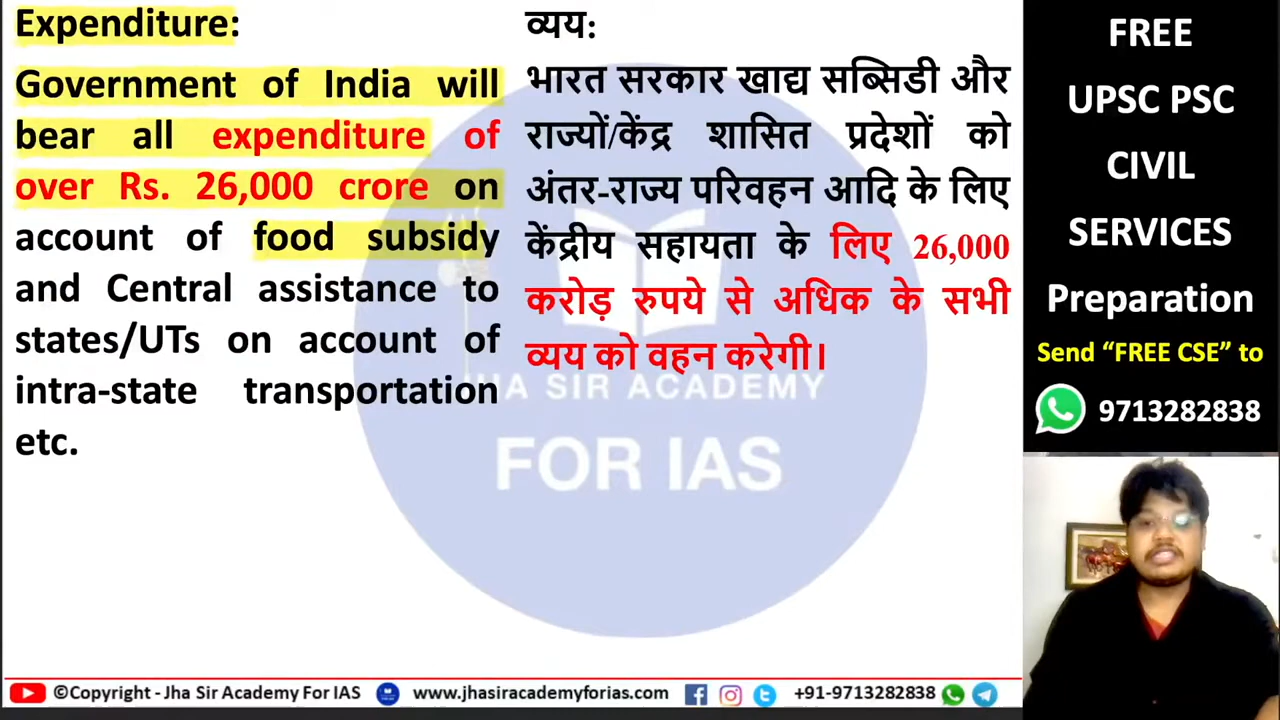 Expenditure:
Government of India will
bear all expenditure of
over Rs. 26,000 crore on
account of food subsidy
and Central assistance to
states/UTs on account of
intra-state transportation
etc.
व्यय:
भारत सरकार खाद्य सब्सिडी और
राज्यों/केंद्र शासित प्रदेशों को
अंतर-राज्य परिवहन आदि के लिए
केंद्रीय सहायता के लिए 26,000
करोड़ रुपये से अधिक के सभी
व्यय को वहन करेगी।
JHA SIR ACADEMY
FOR IAS
FREE
UPSC PSC
CIVIL
SERVICES
Preparation
Send “FREE CSE” to
9713282838
©Copyright - Jha Sir Academy For IAS www.jhasiracademyforias.com +91-9713282838